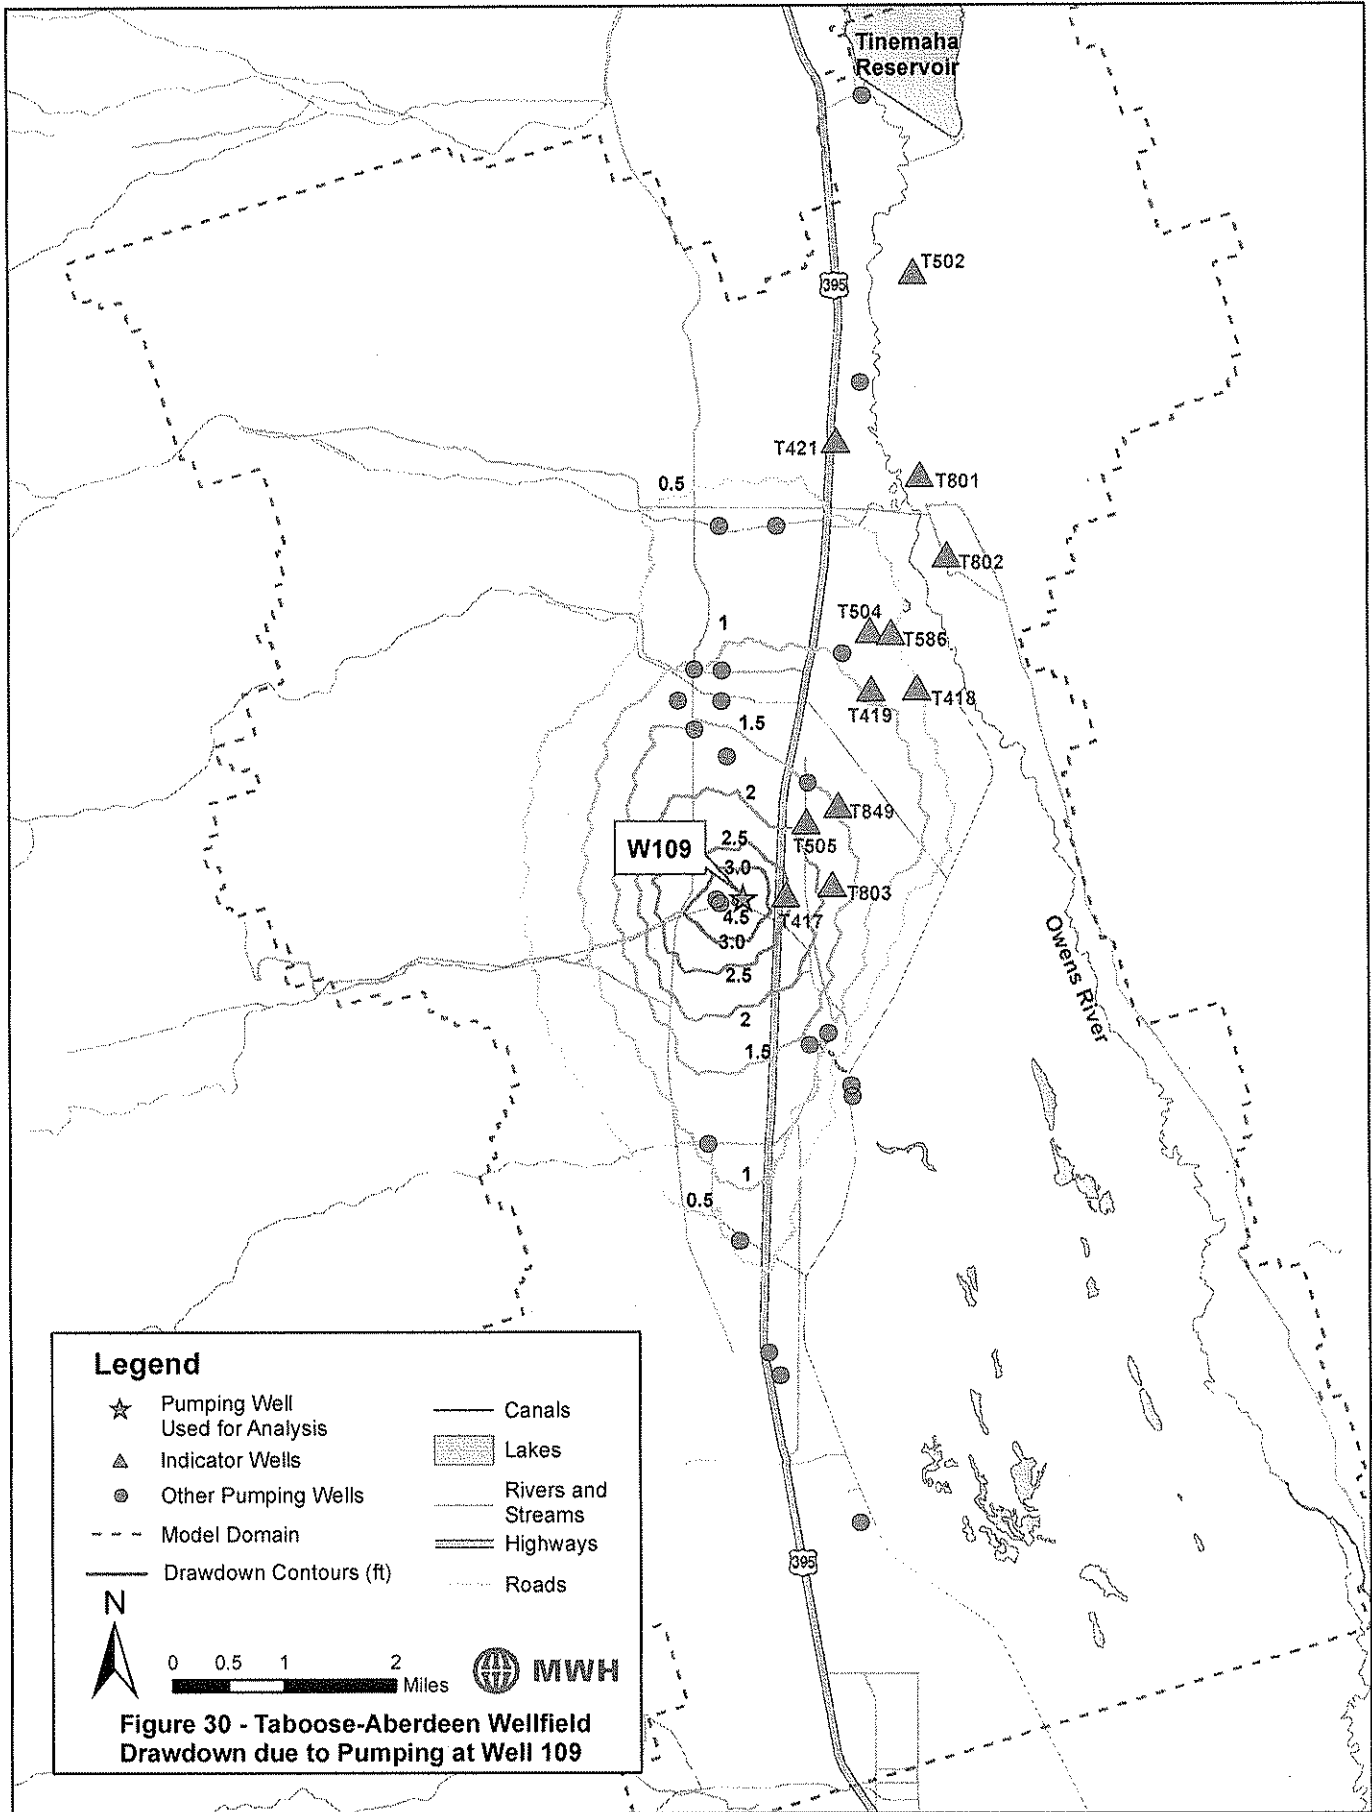 Tinemaha
Reservoir
T502
395
T421
T801
0.5
T802
T504
T586
1
T419
T418
1.5
2
T849
2.5
T505
W109
3.0
T803
T417
4.5
3.0
2.5
2
1.5
Owens River
1
0.5
395
Legend
Pumping Well
Used for Analysis
Indicator Wells
Other Pumping Wells
Model Domain
Drawdown Contours (ft)
Canals
Lakes
Rivers and
Streams
Highways
Roads
N
0 0.5 1 2
Miles
MWH
Figure 30 - Taboose-Aberdeen Wellfield
Drawdown due to Pumping at Well 109